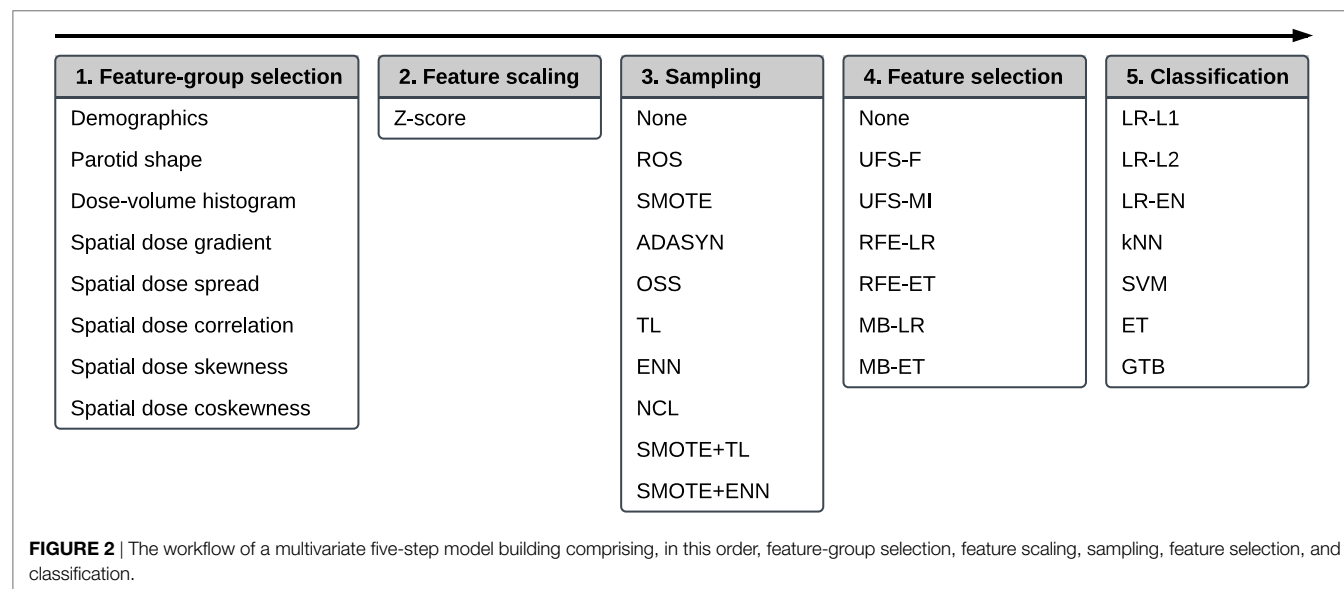 1. Feature-group selection
Demographics
Parotid shape
Dose-volume histogram
Spatial dose gradient
Spatial dose spread
Spatial dose correlation
Spatial dose skewness
Spatial dose coskewness
2. Feature scaling
Z-score
3. Sampling
None
ROS
SMOTE
ADASYN
OSS
TL
ENN
NCL
SMOTE+TL
SMOTE+ENN
4. Feature selection
None
UFS-F
UFS-MI
RFE-LR
RFE-ET
MB-LR
MB-ET
5. Classification
LR-L1
LR-L2
LR-EN
kNN
SVM
ET
GTB
FIGURE 2 | The workflow of a multivariate five-step model building comprising, in this order, feature-group selection, feature scaling, sampling, feature selection, and
classification.